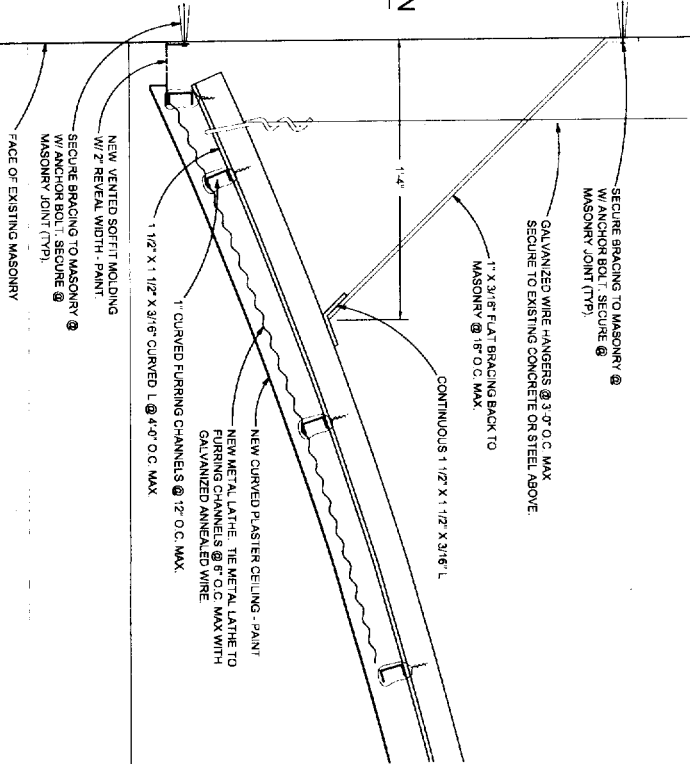 SECURE BRACING TO MASONRY @
W/ ANCHOR BOLT. SECURE @
MASONRY JOINT (TYP).
GALVANIZED WIRE HANGERS @ 3'-0" O.C. MAX
SECURE TO EXISTING CONCRETE OR STEEL ABOVE.
1" X 3/16" FLAT BRACING BACK TO
MASONRY @ 16" O.C. MAX.
CONTINUOUS 1 1/2" X 1 1/2" X 3/16" L
1'-4"
N
NEW CURVED PLASTER CEILING - PAINT
NEW METAL LATHE. TIE METAL LATHE TO
FURRING CHANNELS @ 6" O.C. MAX WITH
GALVANIZED ANNEALED WIRE.
1" CURVED FURRING CHANNELS @ 12" O.C. MAX.
1 1/2" X 1 1/2" X 3/16" CURVED L @ 4'-0" O.C. MAX.
NEW VENTED SOFFIT MOLDING
W/ 2" REVEAL WIDTH - PAINT.
SECURE BRACING TO MASONRY @
W/ ANCHOR BOLT. SECURE @
MASONRY JOINT (TYP).
FACE OF EXISTING MASONRY